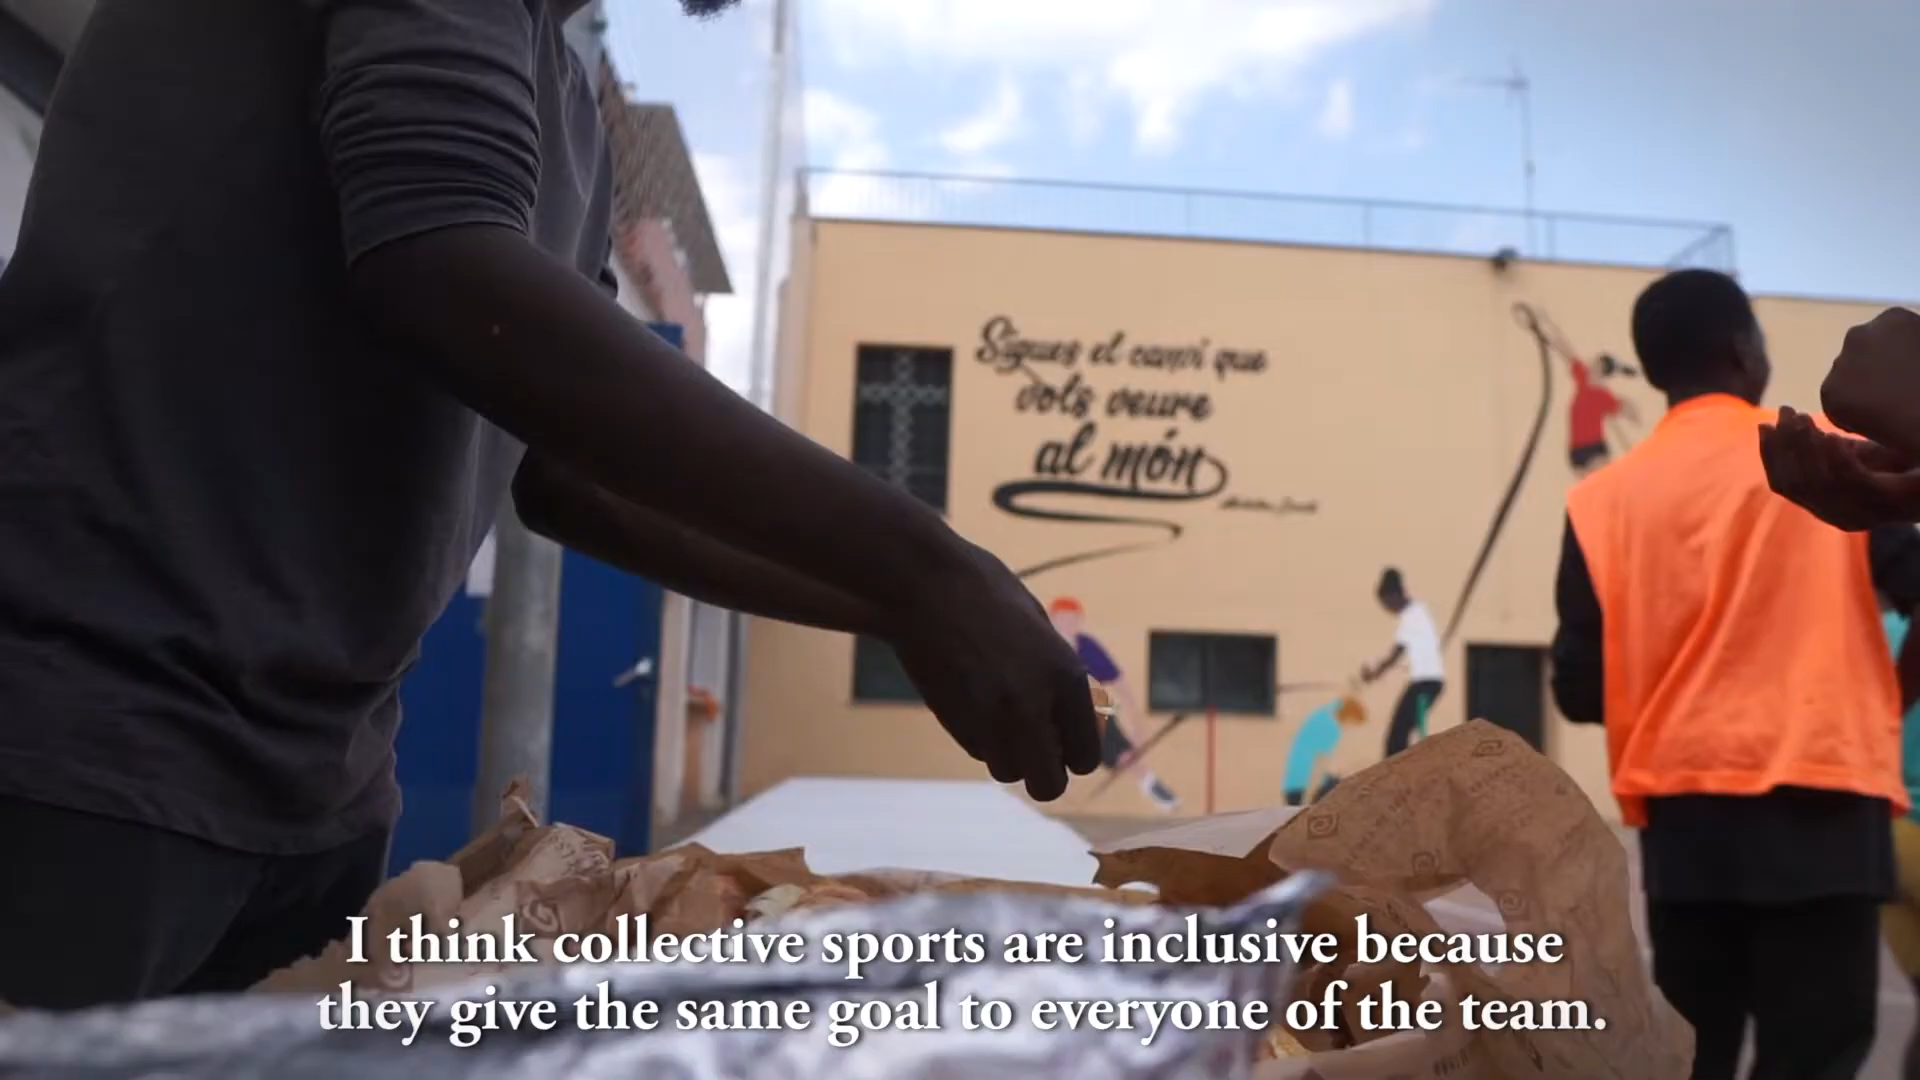 Sigues el canvi que
vols veure
al món
I think collective sports are inclusive because
they give the same goal to everyone of the team.